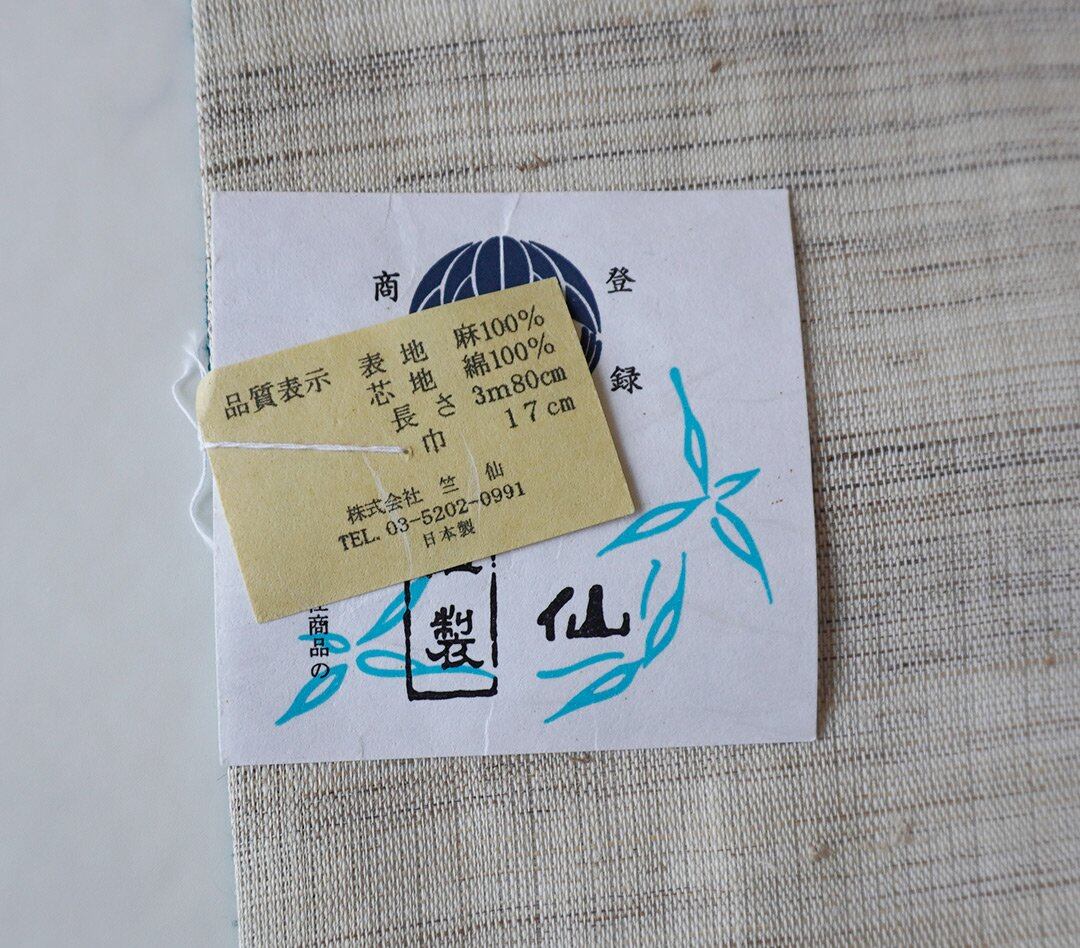 商 登
録
品質表示
表地 麻100%
芯地 綿100%
長さ 3m80cm
巾 17cm
株式会社 竺仙
TEL. 03-5202-0991
日本製
仙
製
商品の